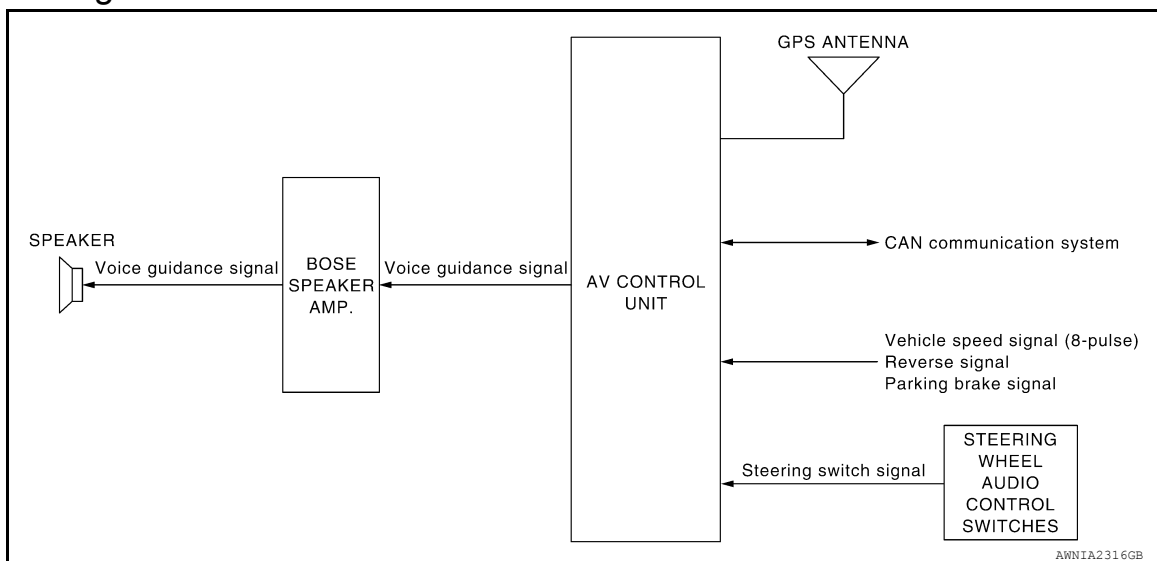 GPS ANTENNA
SPEAKER
Voice guidance signal
BOSE
SPEAKER
AMP.
Voice guidance signal
AV CONTROL
UNIT
CAN communication system
Vehicle speed signal (8-pulse)
Reverse signal
Parking brake signal
Steering switch signal
STEERING
WHEEL
AUDIO
CONTROL
SWITCHES
AWNIA2316GB